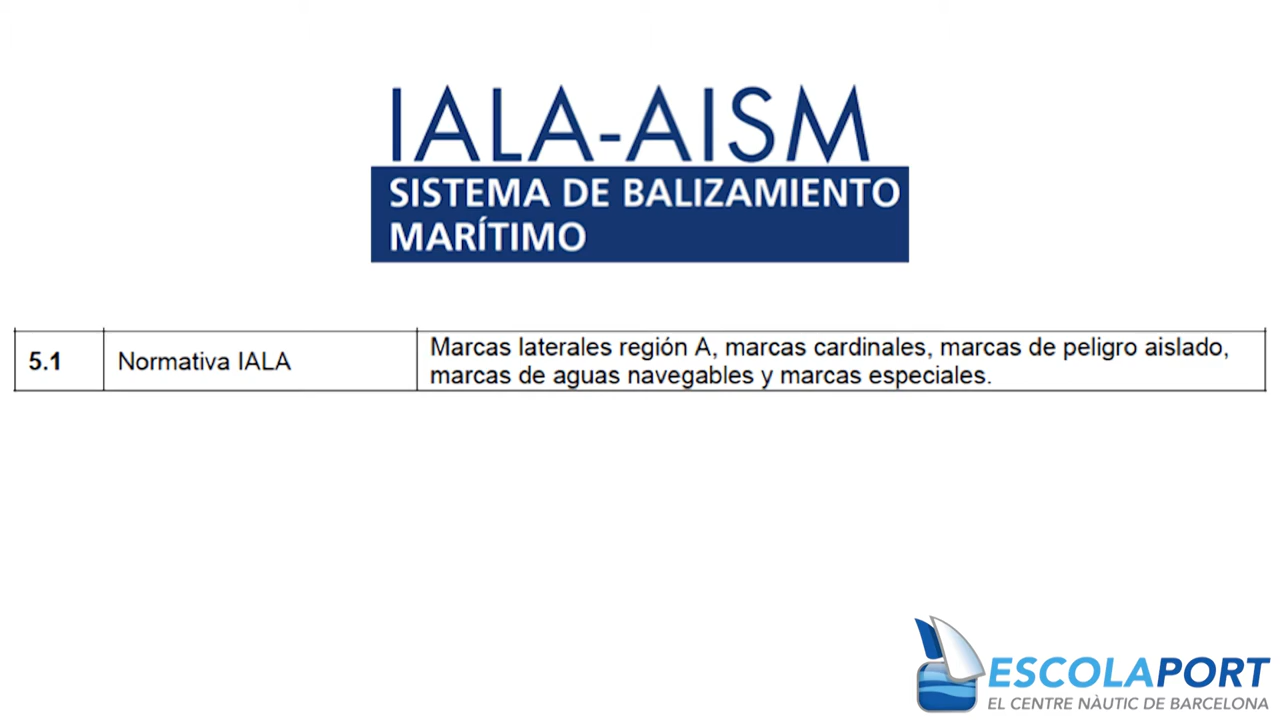 IALA-AISM
SISTEMA DE BALIZAMIENTO
MARÍTIMO
5.1 Normativa IALA Marcas laterales región A, marcas cardinales, marcas de peligro aislado,
marcas de aguas navegables y marcas especiales.
ESCOLAPORT
EL CENTRE NÀUTIC DE BARCELONA